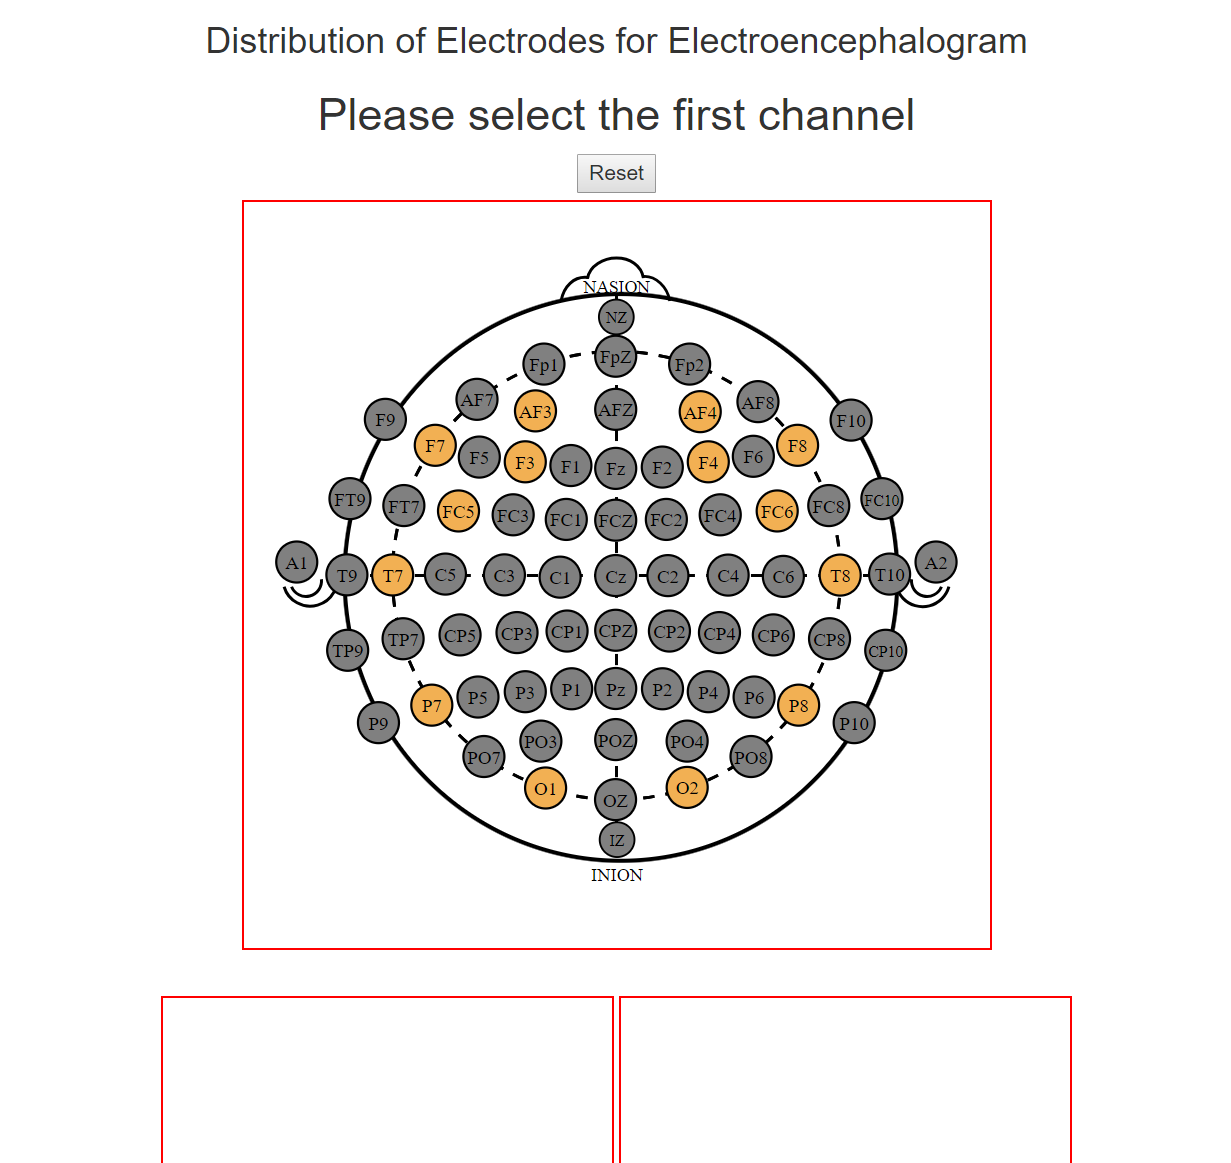 Distribution of Electrodes for Electroencephalogram
Please select the first channel
Reset
NASION
NZ
Fp1 FpZ Fp2
AF7 AF3 AFZ AF4 AF8
F9 F7 F5 F3 F1 Fz F2 F4 F6 F8 F10
FT9 FT7 FC5 FC3 FC1 FCZ FC2 FC4 FC6 FC8 FC10
A1 T9 T7 C5 C3 C1 Cz C2 C4 C6 T8 T10 A2
TP9 TP7 CP5 CP3 CP1 CPZ CP2 CP4 CP6 CP8 CP10
P9 P7 P5 P3 P1 Pz P2 P4 P6 P8 P10
PO7 PO3 POZ PO4 PO8
O1 OZ O2
IZ
INION